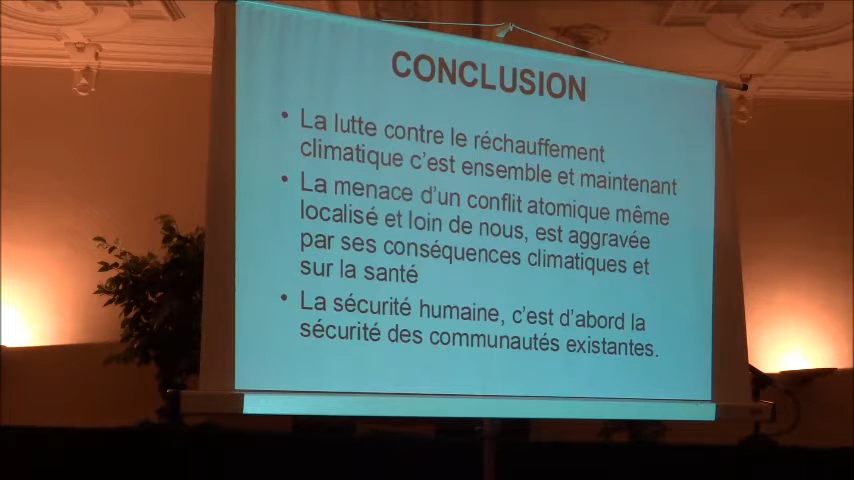 CONCLUSION
• La lutte contre le réchauffement
climatique c'est ensemble et maintenant
• La menace d'un conflit atomique même
localisé et loin de nous, est aggravée
par ses conséquences climatiques et
sur la santé
• La sécurité humaine, c'est d'abord la
sécurité des communautés existantes.